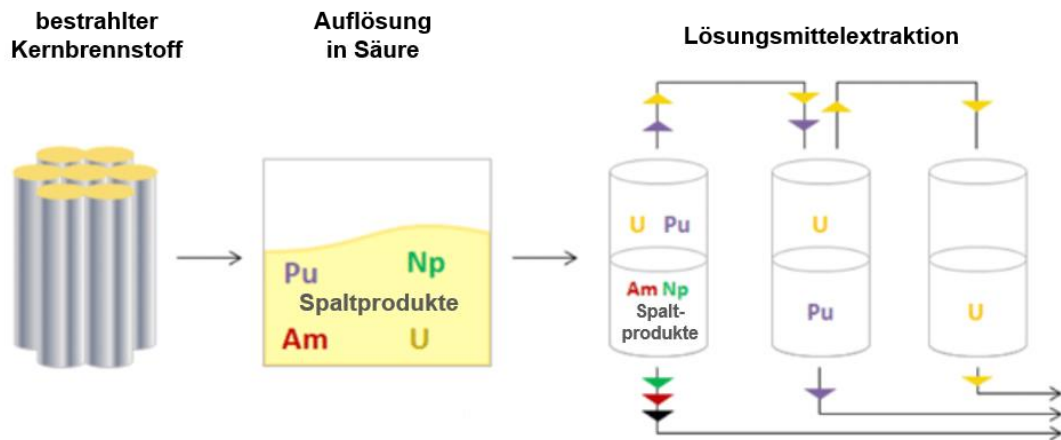 bestrahlter
Kernbrennstoff
Auflösung
in Säure
Lösungsmittelextraktion
Pu
Np
Spaltprodukte
Am
U
U Pu
Am Np
Spalt-
produkte
U
Pu
U